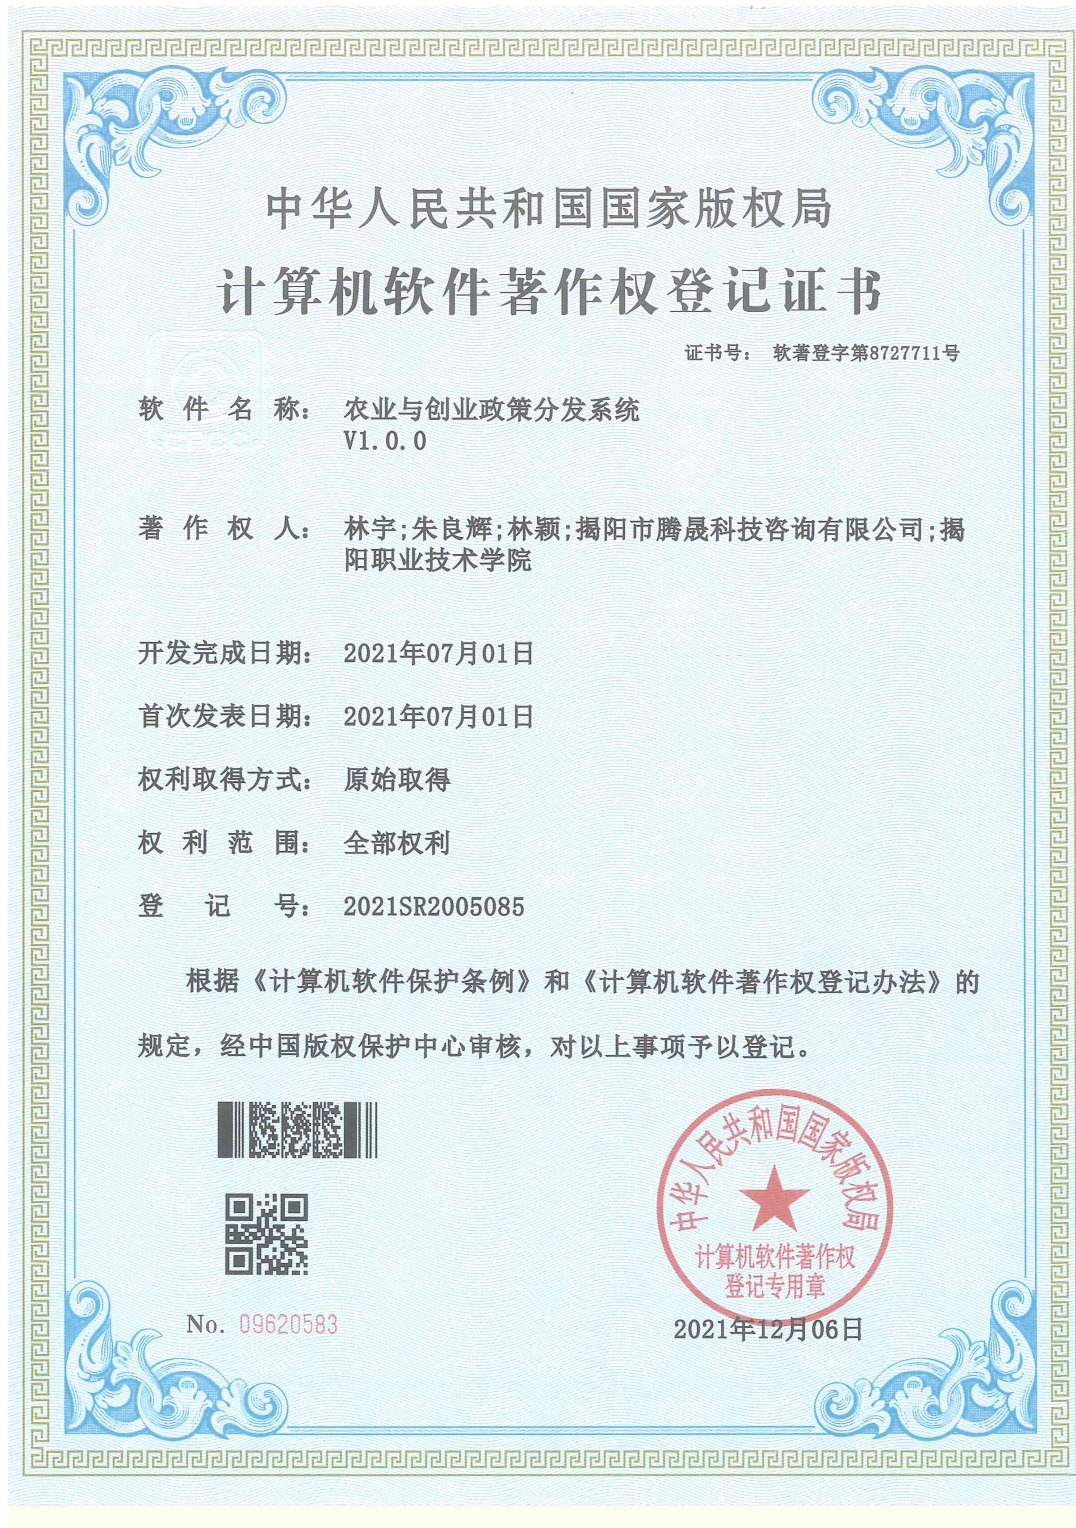 中华人民共和国国家版权局
计算机软件著作权登记证书
证书号： 软著登字第8727711号
软件名称： 农业与创业政策分发系统
V1.0.0
著作权人： 林宇;朱良辉;林颖;揭阳市腾晟科技咨询有限公司;揭
阳职业技术学院
开发完成日期： 2021年07月01日
首次发表日期： 2021年07月01日
权利取得方式： 原始取得
权利范围： 全部权利
登记号： 2021SR2005085
根据《计算机软件保护条例》和《计算机软件著作权登记办法》的
规定，经中国版权保护中心审核，对以上事项予以登记。
中华人民共和国国家版权局
计算机软件著作权
登记专用章
No. 09620583
2021年12月06日